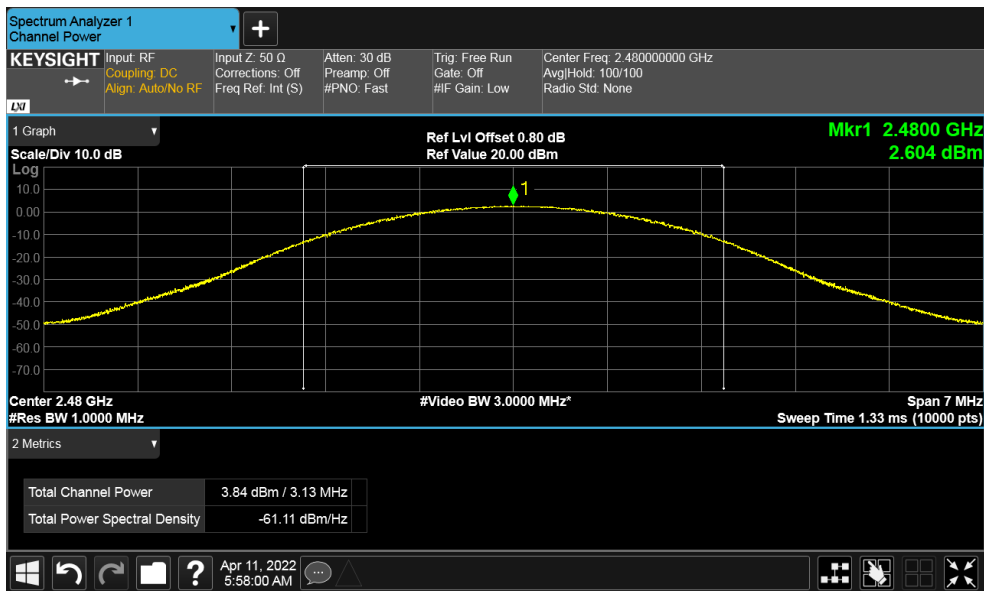 Spectrum Analyzer 1
Channel Power
+
KEYSIGHT
LXI
Input: RF
Coupling: DC
Align: Auto/No RF
Input Z: 50 Ω
Corrections: Off
Freq Ref: Int (S)
Atten: 30 dB
Preamp: Off
#PNO: Fast
Trig: Free Run
Gate: Off
#IF Gain: Low
Center Freq: 2.480000000 GHz
Avg|Hold: 100/100
Radio Std: None
1 Graph
Scale/Div 10.0 dB
Ref Lvl Offset 0.80 dB
Ref Value 20.00 dBm
Mkr1 2.4800 GHz
2.604 dBm
Log
10.0
0.00
-10.0
-20.0
-30.0
-40.0
-50.0
-60.0
-70.0
1
Center 2.48 GHz
#Video BW 3.0000 MHz*
Span 7 MHz
#Res BW 1.0000 MHz
Sweep Time 1.33 ms (10000 pts)
2 Metrics
Total Channel Power 3.84 dBm / 3.13 MHz
Total Power Spectral Density -61.11 dBm/Hz
?
Apr 11, 2022
5:58:00 AM